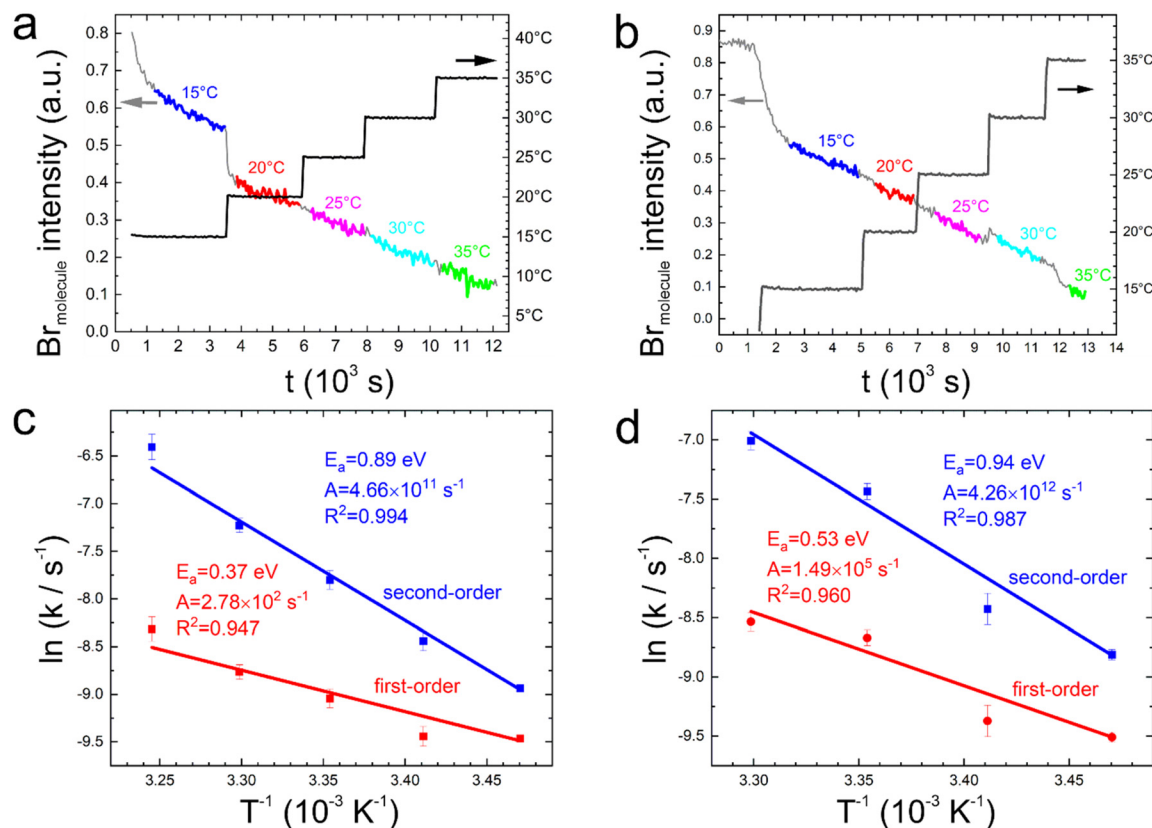 a
Br molecule intensity (a.u.)
0.8
0.7
0.6
0.5
0.4
0.3
0.2
0.1
0.0
15°C
20°C
25°C
30°C
35°C
40°C
35°C
30°C
25°C
20°C
15°C
10°C
5°C
0 1 2 3 4 5 6 7 8 9 10 11 12
t (10³ s)
b
Br molecule intensity (a.u.)
0.9
0.8
0.7
0.6
0.5
0.4
0.3
0.2
0.1
0.0
15°C
20°C
25°C
30°C
35°C
35°C
30°C
25°C
20°C
15°C
0 1 2 3 4 5 6 7 8 9 10 11 12 13 14
t (10³ s)
c
ln (k / s⁻¹)
-6.5
-7.0
-7.5
-8.0
-8.5
-9.0
-9.5
Eₐ=0.89 eV
A=4.66×10¹¹ s⁻¹
R²=0.994
second-order
Eₐ=0.37 eV
A=2.78×10² s⁻¹
R²=0.947
first-order
3.25 3.30 3.35 3.40 3.45
T⁻¹ (10⁻³ K⁻¹)
d
ln (k / s⁻¹)
-7.0
-7.5
-8.0
-8.5
-9.0
-9.5
Eₐ=0.94 eV
A=4.26×10¹² s⁻¹
R²=0.987
second-order
Eₐ=0.53 eV
A=1.49×10⁵ s⁻¹
R²=0.960
first-order
3.30 3.35 3.40 3.45
T⁻¹ (10⁻³ K⁻¹)